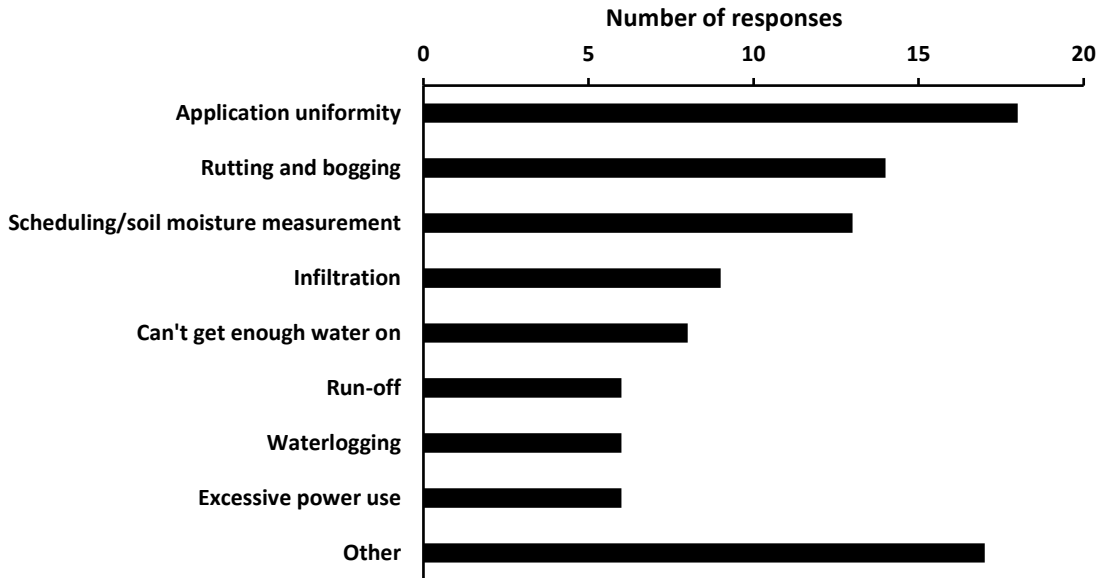 Number of responses
0 5 10 15 20
Application uniformity
Rutting and bogging
Scheduling/soil moisture measurement
Infiltration
Can't get enough water on
Run-off
Waterlogging
Excessive power use
Other